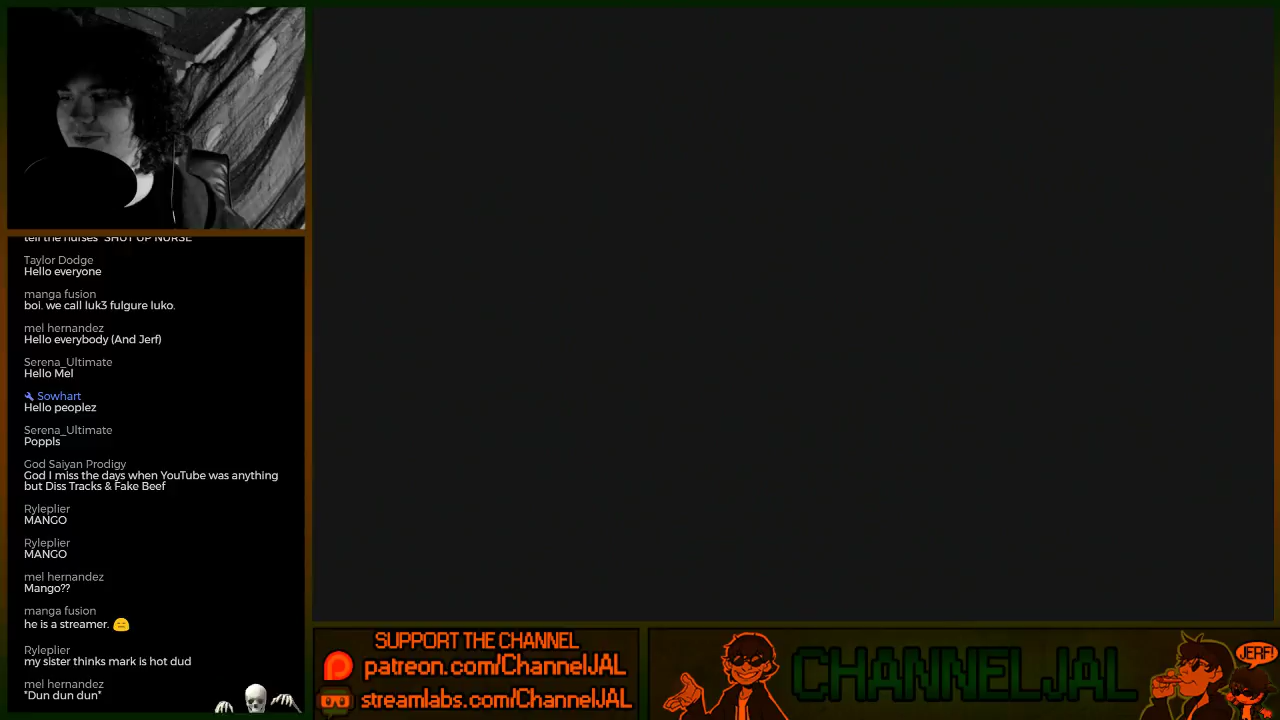 tell the nurses "SHUT UP NURSE"
Taylor Dodge
Hello everyone
manga fusion
boi. we call luk3 fulgure luko.
mel hernandez
Hello everybody (And Jerf)
Serena_Ultimate
Hello Mel
Sowhart
Hello peoplez
Serena_Ultimate
Poppls
God Saiyan Prodigy
God I miss the days when YouTube was anything
but Diss Tracks & Fake Beef
Ryleplier
MANGO
Ryleplier
MANGO
mel hernandez
Mango??
manga fusion
he is a streamer. 😑
Ryleplier
my sister thinks mark is hot dud
mel hernandez
"Dun dun dun"
SUPPORT THE CHANNEL
patreon.com/ChannelJAL
streamlabs.com/ChannelJAL
CHANNELJAL
JERF!